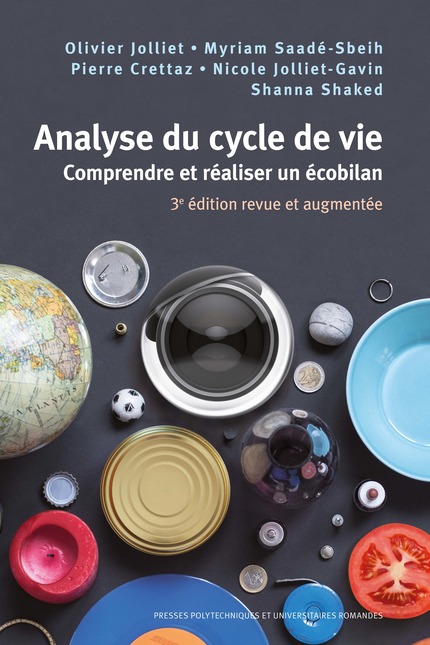 Olivier Jolliet • Myriam Saadé-Sbeih
Pierre Crettaz • Nicole Jolliet-Gavin
Shanna Shaked
Analyse du cycle de vie
Comprendre et réaliser un écobilan
3e édition revue et augmentée
PRESSES POLYTECHNIQUES ET UNIVERSITAIRES ROMANDES